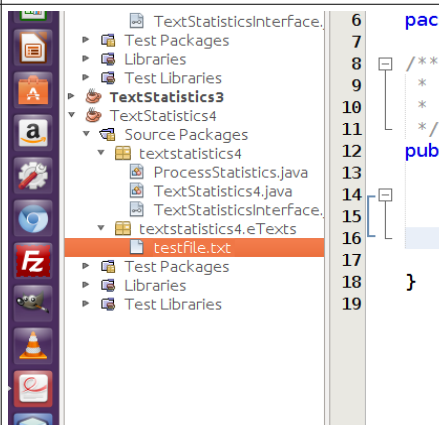 TextStatisticsInterface.
Test Packages
Libraries
Test Libraries
TextStatistics3
TextStatistics4
Source Packages
textstatistics4
ProcessStatistics.java
TextStatistics4.java
TextStatisticsInterface.
textstatistics4.eTexts
testfile.txt
Test Packages
Libraries
Test Libraries
6 pac
7
8 /**
9 *
10 *
11 */
12 pub
13
14
15
16
17
18 }
19
a
Fz